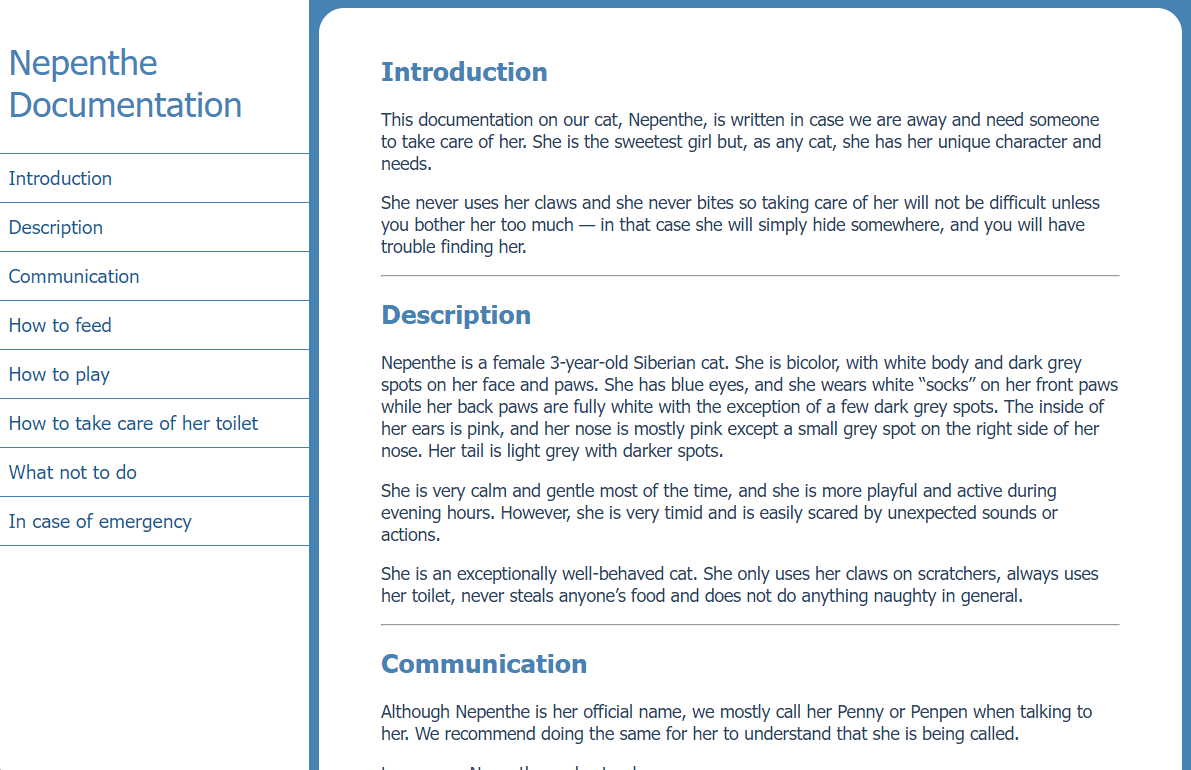 Nepenthe
Documentation
Introduction
Description
Communication
How to feed
How to play
How to take care of her toilet
What not to do
In case of emergency
Introduction
This documentation on our cat, Nepenthe, is written in case we are away and need someone
to take care of her. She is the sweetest girl but, as any cat, she has her unique character and
needs.
She never uses her claws and she never bites so taking care of her will not be difficult unless
you bother her too much — in that case she will simply hide somewhere, and you will have
trouble finding her.
Description
Nepenthe is a female 3-year-old Siberian cat. She is bicolor, with white body and dark grey
spots on her face and paws. She has blue eyes, and she wears white “socks” on her front paws
while her back paws are fully white with the exception of a few dark grey spots. The inside of
her ears is pink, and her nose is mostly pink except a small grey spot on the right side of her
nose. Her tail is light grey with darker spots.
She is very calm and gentle most of the time, and she is more playful and active during
evening hours. However, she is very timid and is easily scared by unexpected sounds or
actions.
She is an exceptionally well-behaved cat. She only uses her claws on scratchers, always uses
her toilet, never steals anyone’s food and does not do anything naughty in general.
Communication
Although Nepenthe is her official name, we mostly call her Penny or Penpen when talking to
her. We recommend doing the same for her to understand that she is being called.